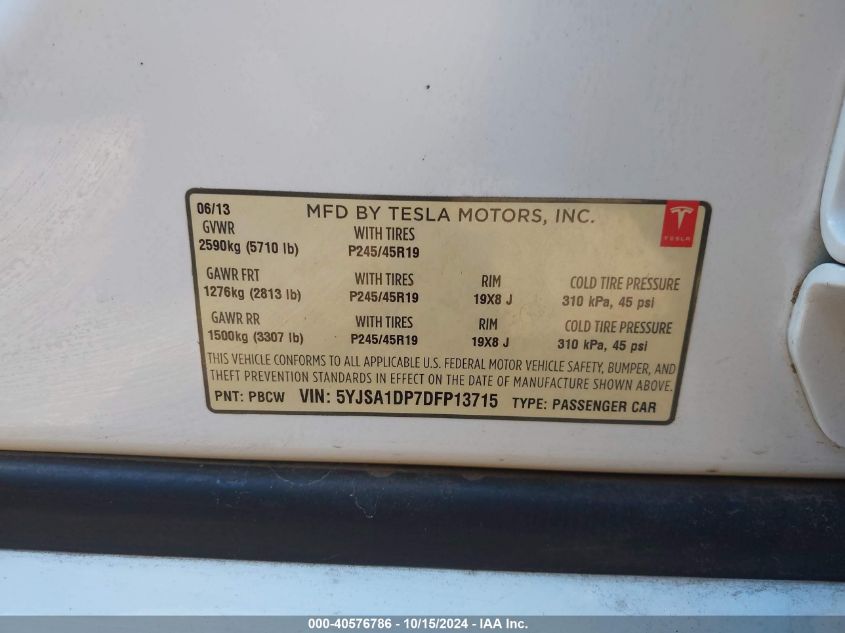 06/13 MFD BY TESLA MOTORS, INC.
GVWR WITH TIRES TESLA
2590kg (5710 lb) P245/45R19
GAWR FRT WITH TIRES RIM COLD TIRE PRESSURE
1276kg (2813 lb) P245/45R19 19X8 J 310 kPa, 45 psi
GAWR RR WITH TIRES RIM COLD TIRE PRESSURE
1500kg (3307 lb) P245/45R19 19X8 J 310 kPa, 45 psi
THIS VEHICLE CONFORMS TO ALL APPLICABLE U.S. FEDERAL MOTOR VEHICLE SAFETY, BUMPER, AND
THEFT PREVENTION STANDARDS IN EFFECT ON THE DATE OF MANUFACTURE SHOWN ABOVE.
PNT: PBCW VIN: 5YJSA1DP7DFP13715 TYPE: PASSENGER CAR
000-40576786 - 10/15/2024 - IAA Inc.